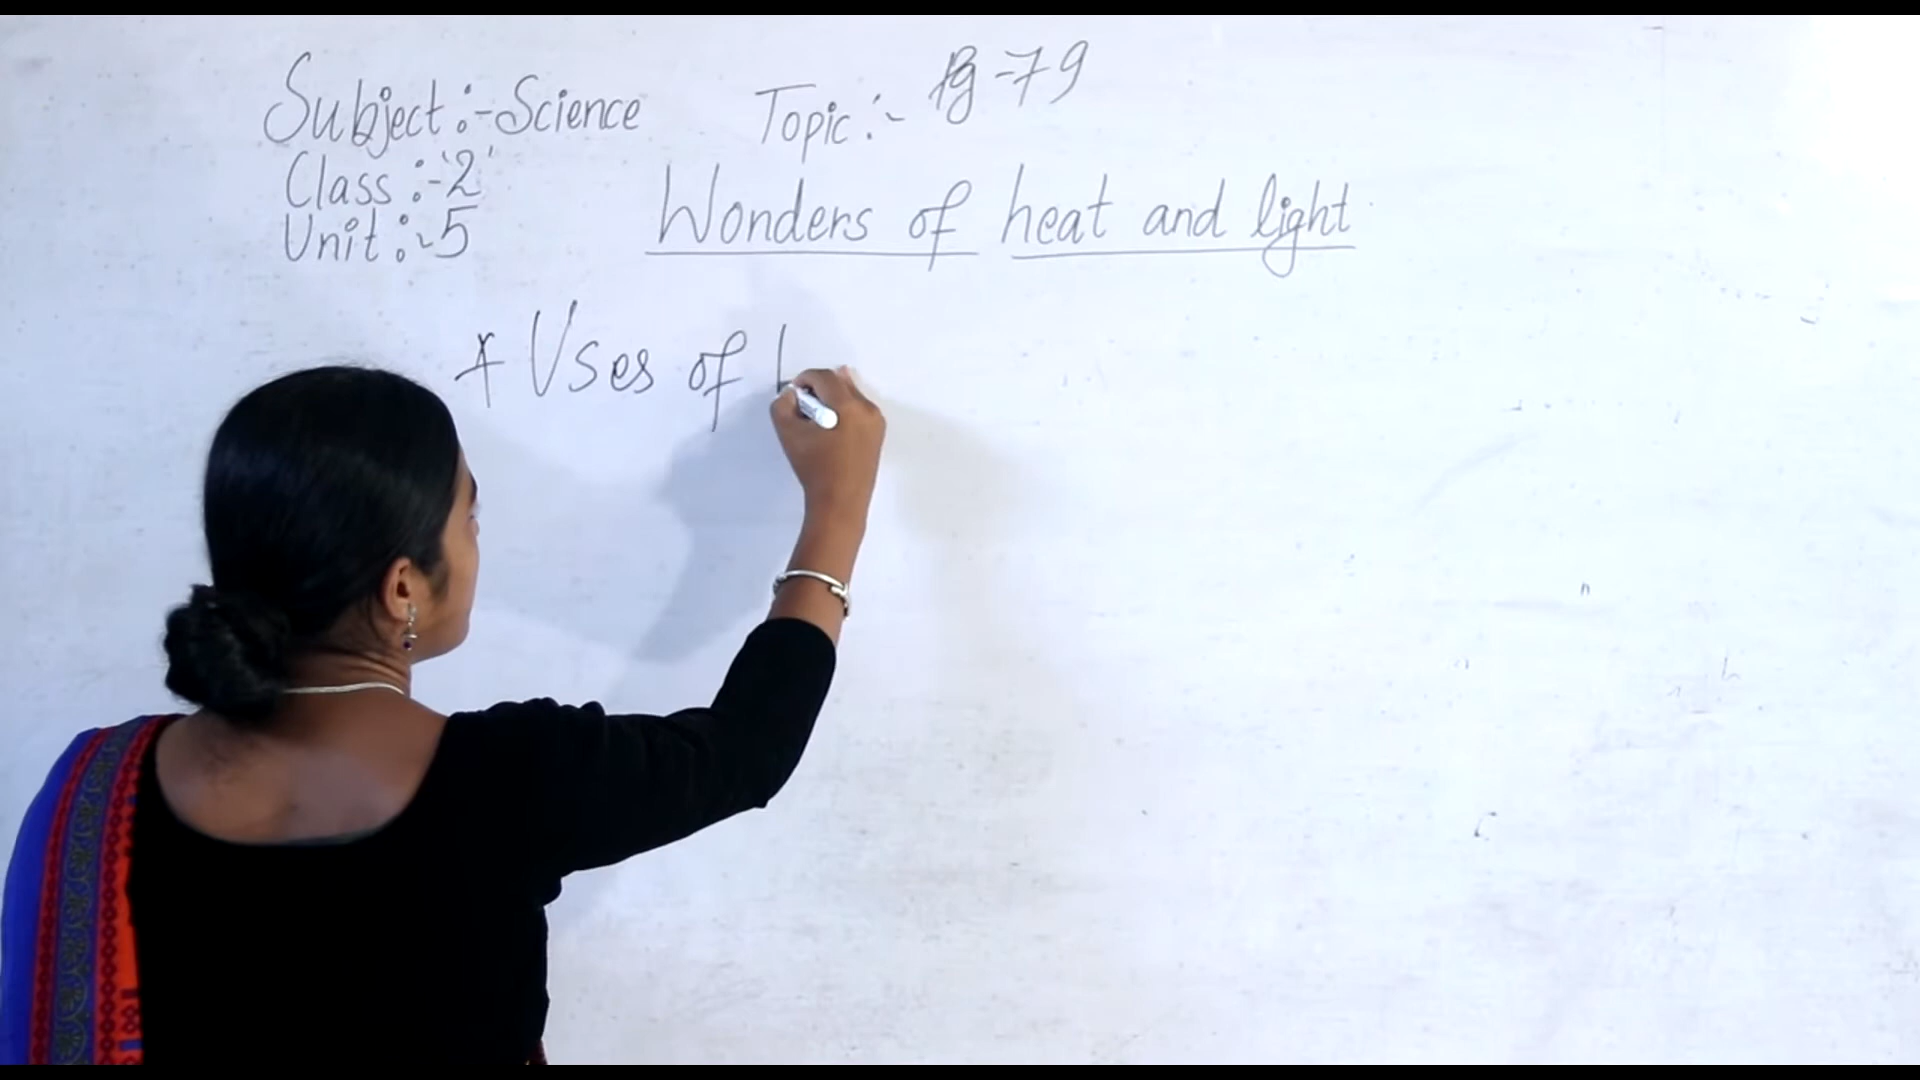 Subject:-Science
Class:-'2'
Unit:-5
Topic:- Pg-79
Wonders of heat and light
* Uses of